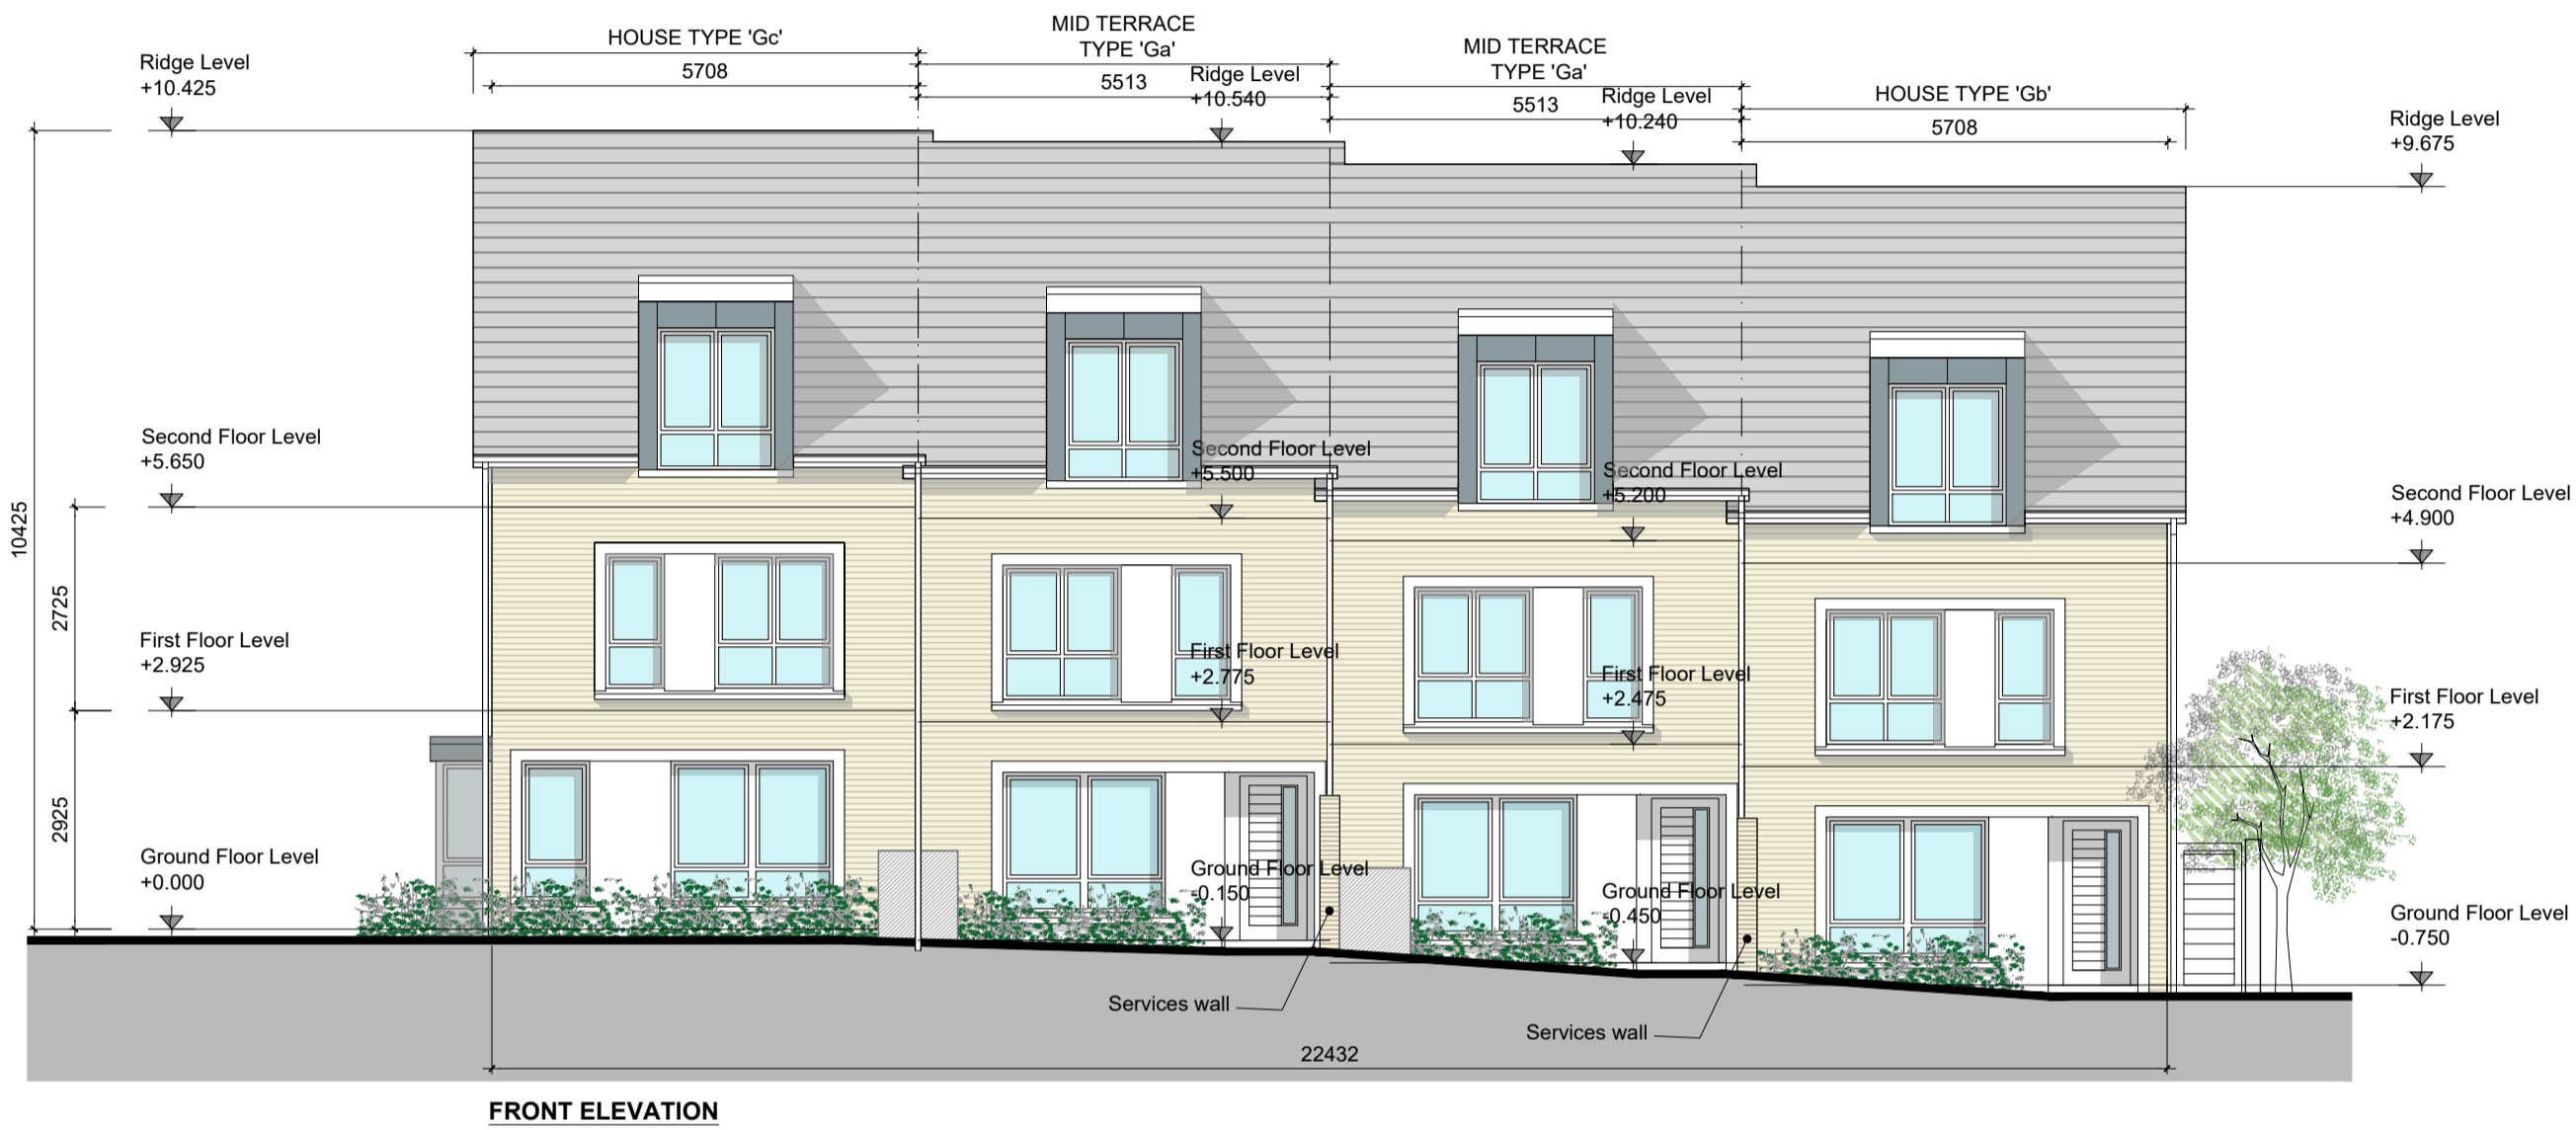 HOUSE TYPE 'Gc'
5708
MID TERRACE
TYPE 'Ga'
5513
MID TERRACE
TYPE 'Ga'
5513
HOUSE TYPE 'Gb'
5708
Ridge Level
+10.425
Ridge Level
+10.540
Ridge Level
+10.240
Ridge Level
+9.675
Second Floor Level
+5.650
Second Floor Level
+5.500
Second Floor Level
+5.200
Second Floor Level
+4.900
10425
2725
2925
First Floor Level
+2.925
First Floor Level
+2.775
First Floor Level
+2.475
First Floor Level
+2.175
Ground Floor Level
+0.000
Ground Floor Level
-0.150
Ground Floor Level
-0.450
Ground Floor Level
-0.750
Services wall
Services wall
22432
FRONT ELEVATION